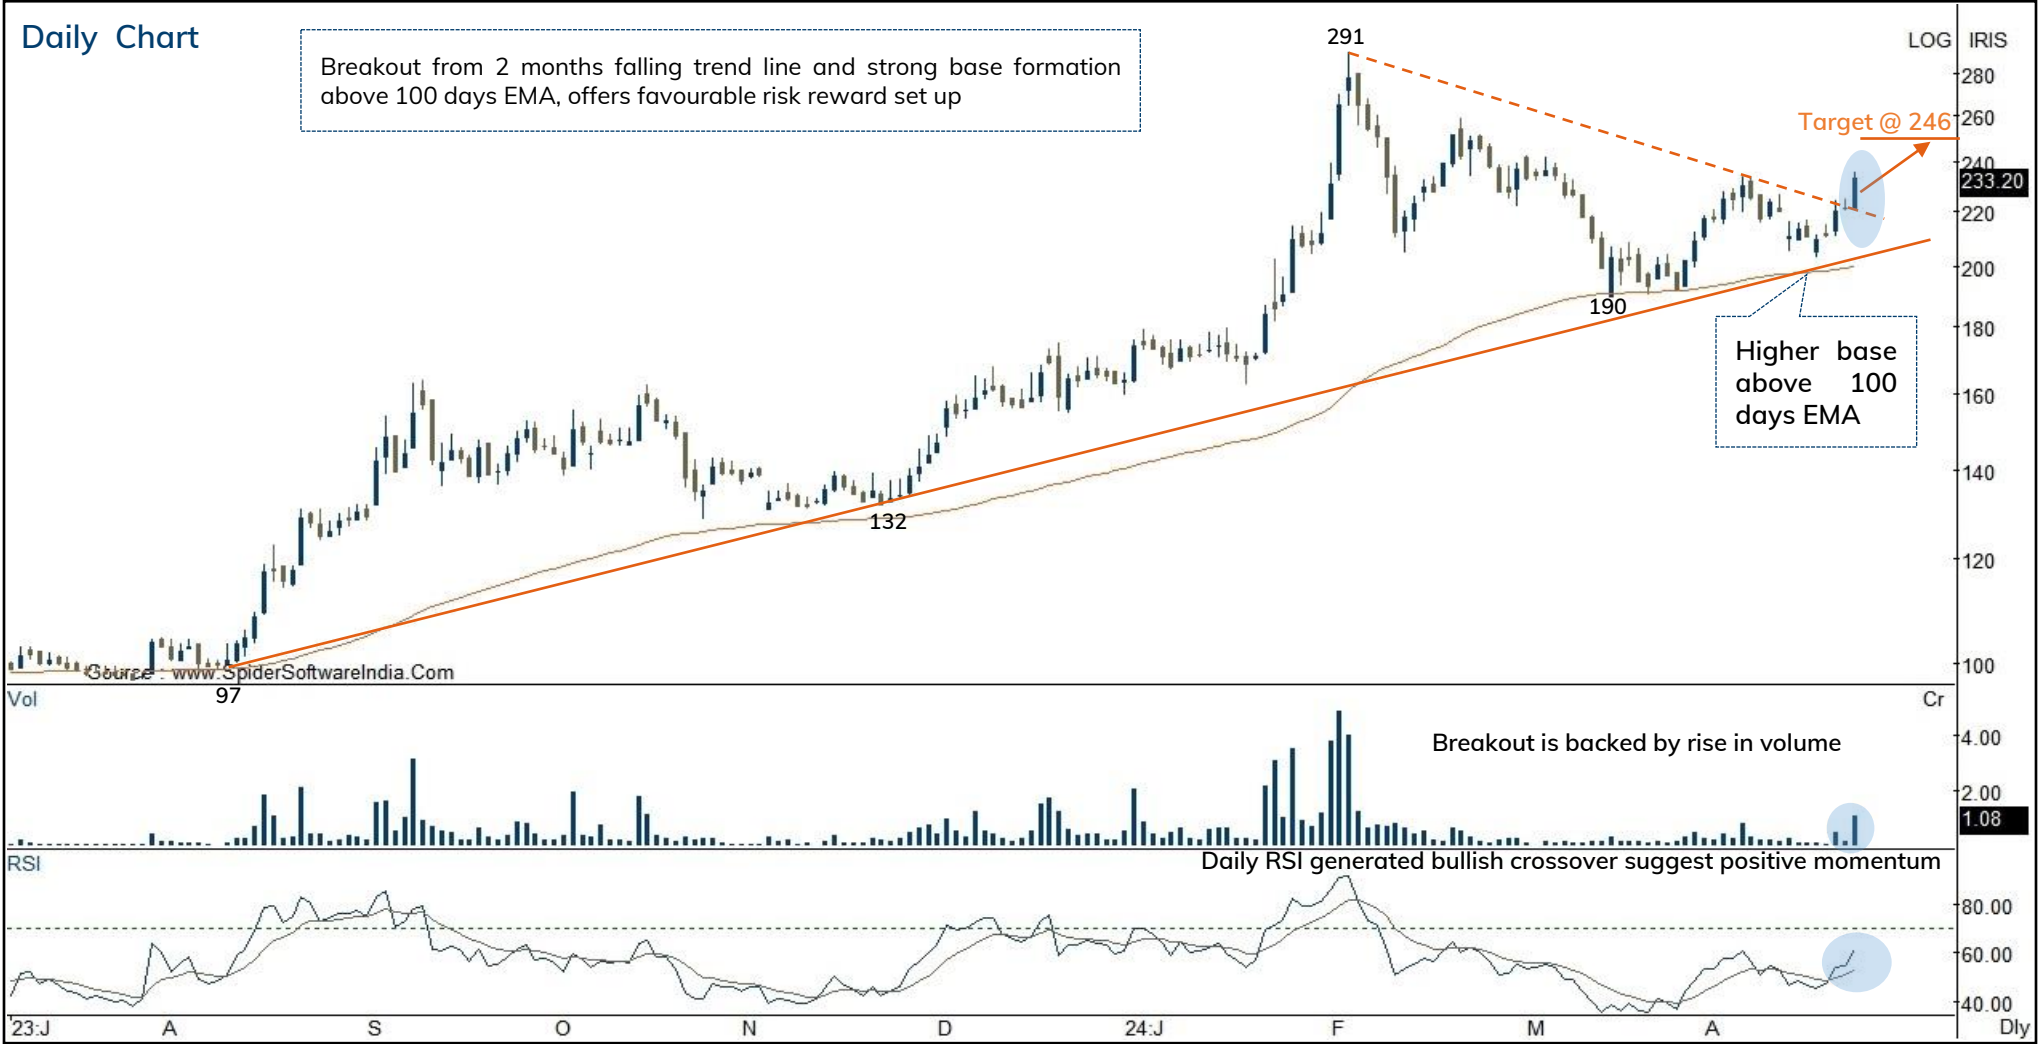 Daily Chart
Breakout from 2 months falling trend line and strong base formation
above 100 days EMA, offers favourable risk reward set up
291
LOG IRIS
280
260
Target @ 246
240
233.20
220
200
190
180
Higher base
above 100
days EMA
160
140
132
120
100
Source : www.SpiderSoftwareIndia.Com
97
Vol
Cr
Breakout is backed by rise in volume
4.00
2.00
1.08
RSI
Daily RSI generated bullish crossover suggest positive momentum
80.00
60.00
40.00
23:J A S O N D 24:J F M A Dly